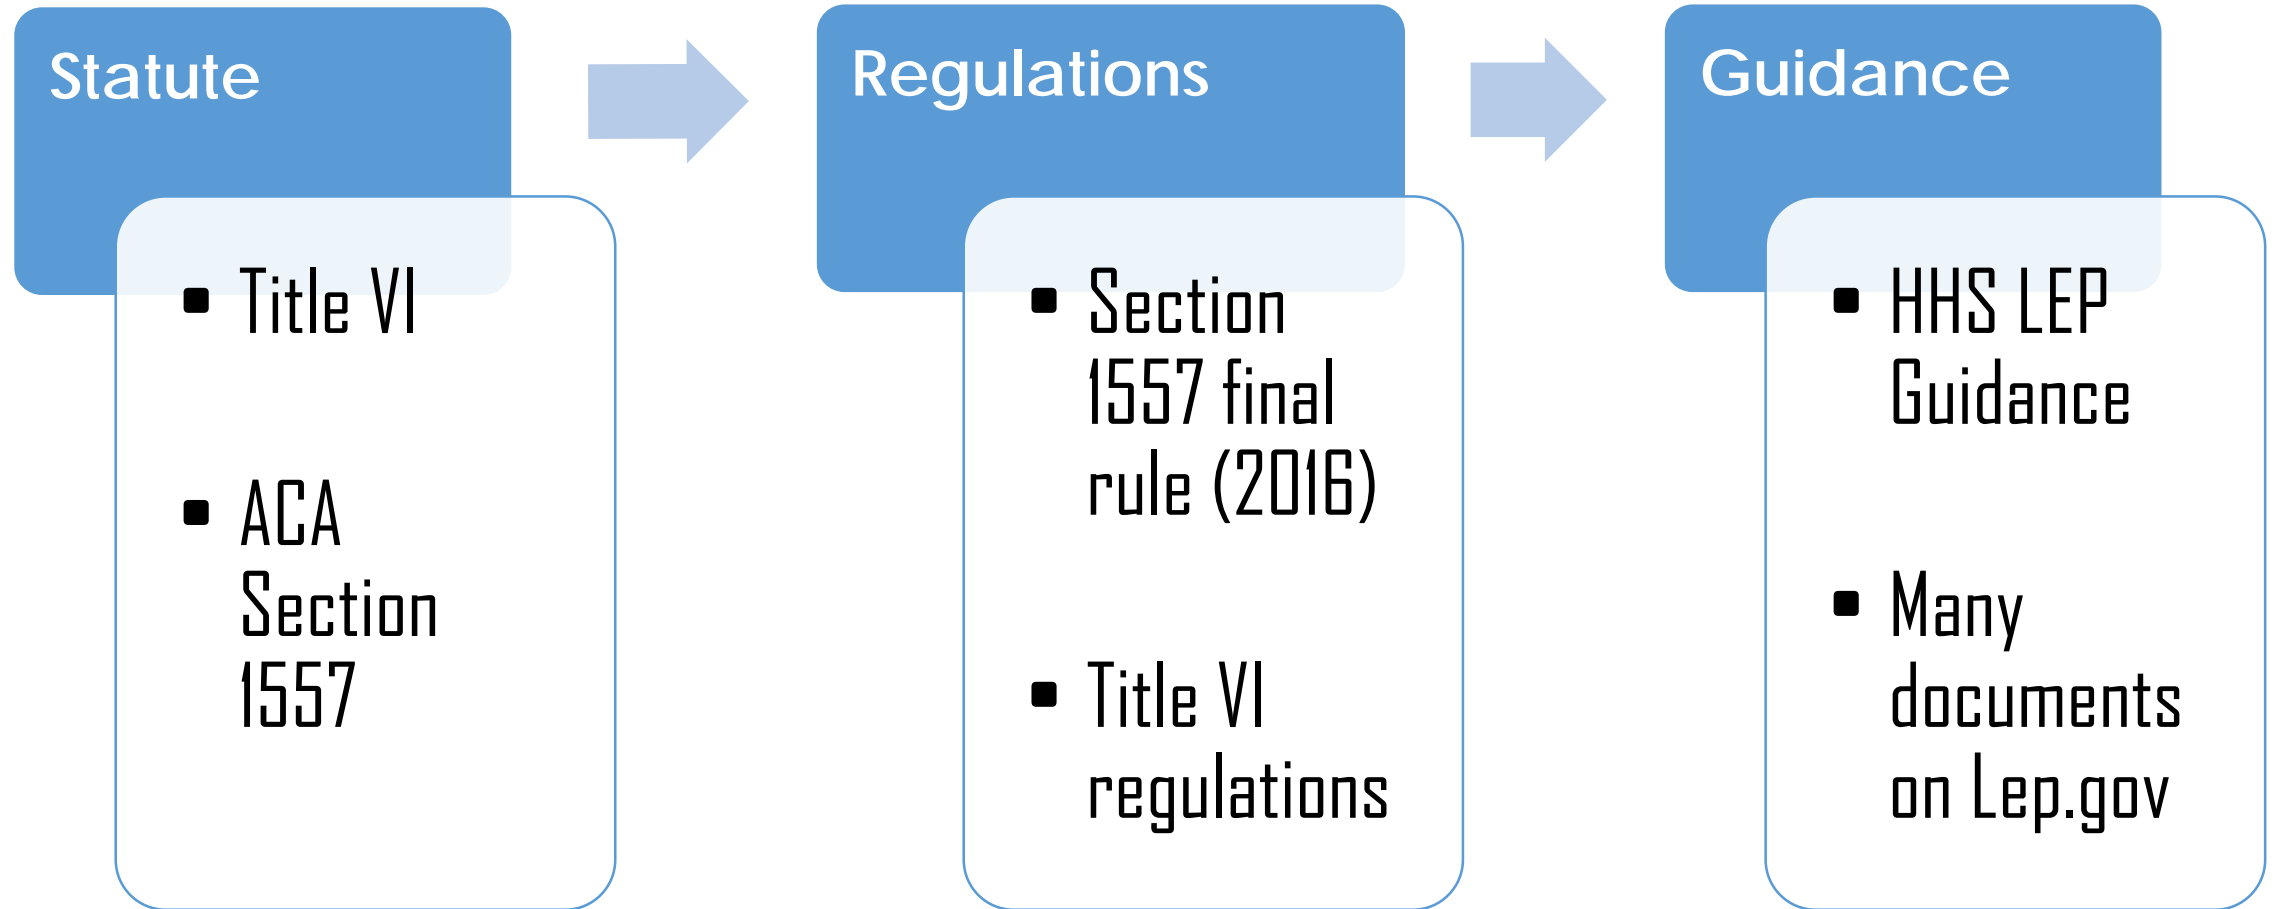 Statute
▪ Title VI
▪ ACA
Section
1557
Regulations
▪ Section
1557 final
rule (2016)
▪ Title VI
regulations
Guidance
▪ HHS LEP
Guidance
▪ Many
documents
on Lep.gov